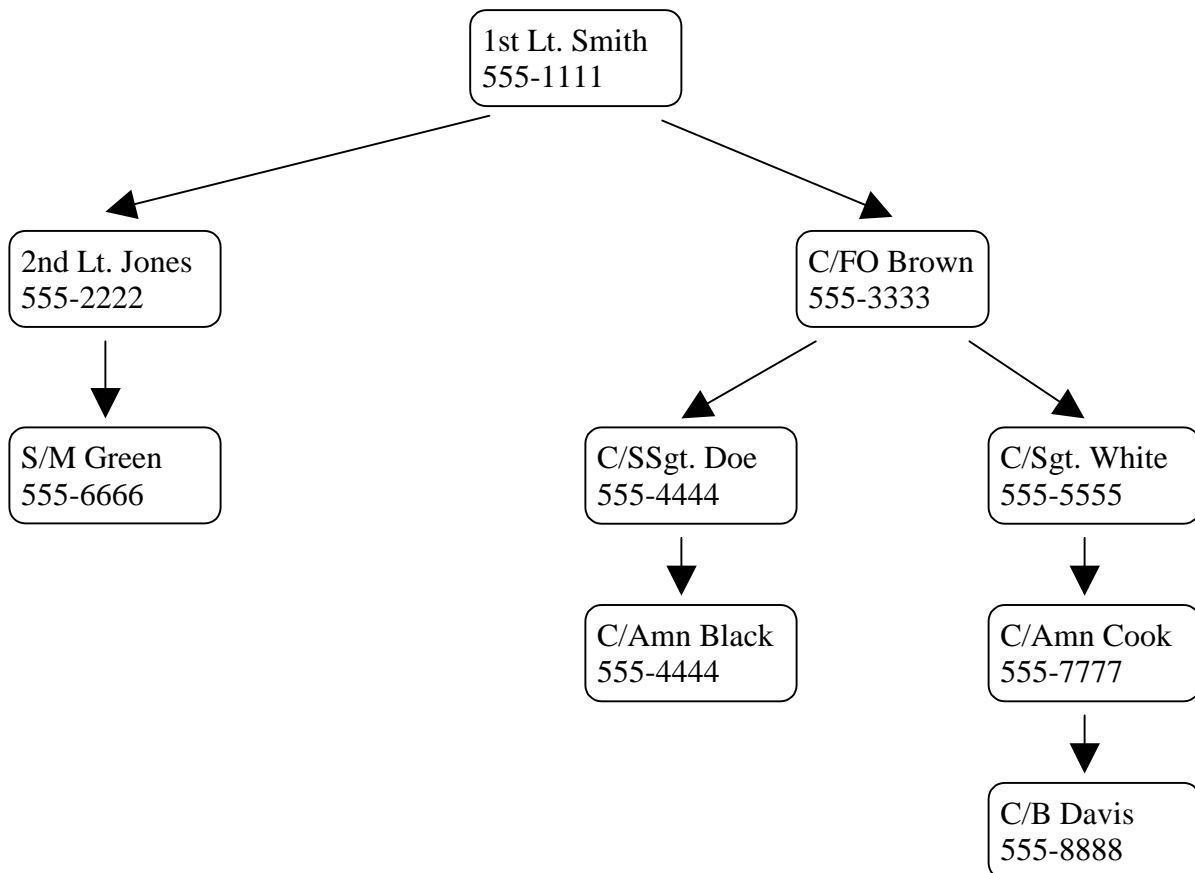 1st Lt. Smith
555-1111
2nd Lt. Jones
555-2222
C/FO Brown
555-3333
S/M Green
555-6666
C/SSgt. Doe
555-4444
C/Sgt. White
555-5555
C/Amn Black
555-4444
C/Amn Cook
555-7777
C/B Davis
555-8888